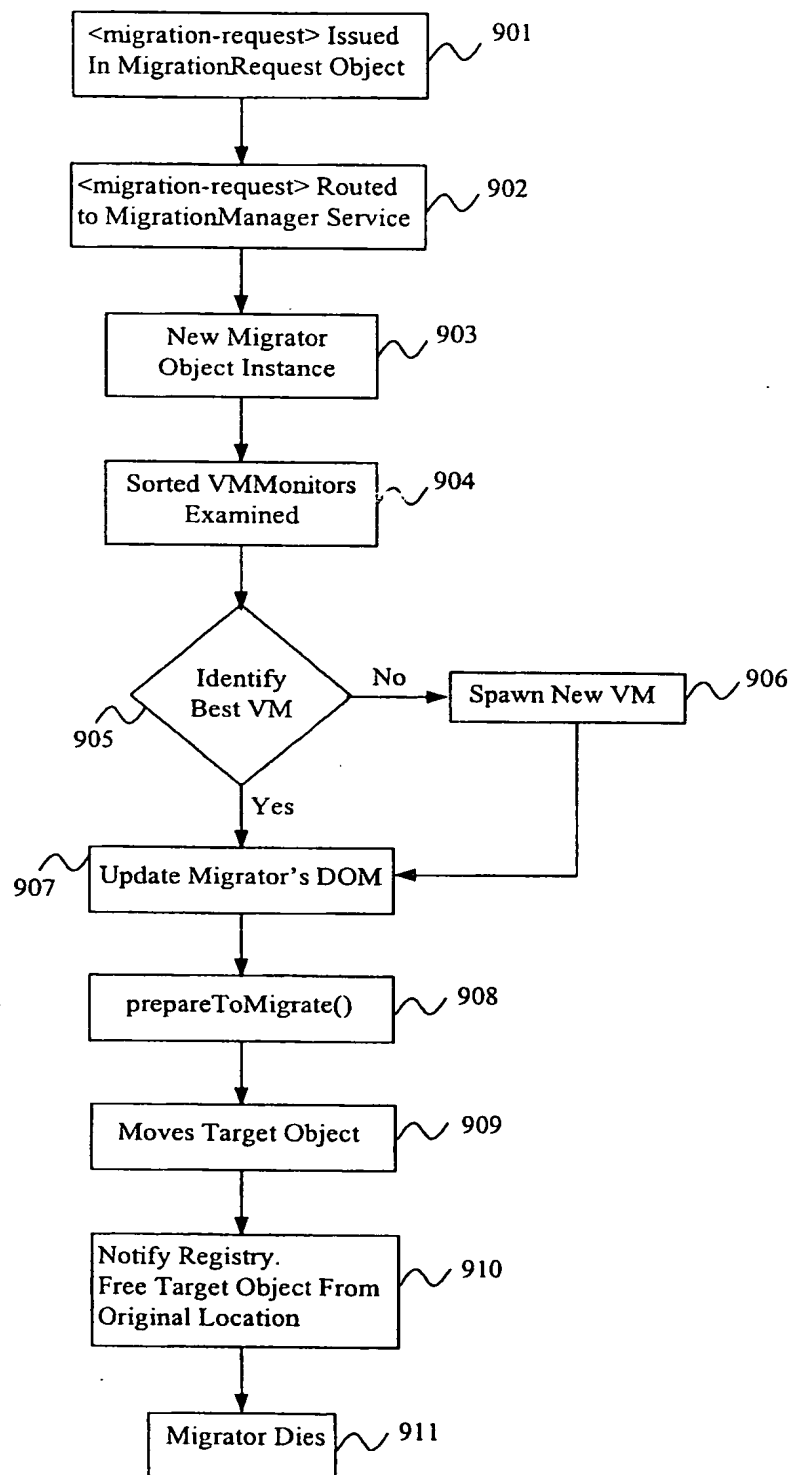 <migration-request> Issued
In MigrationRequest Object
901
<migration-request> Routed
to MigrationManager Service
902
New Migrator
Object Instance
903
Sorted VMMonitors
Examined
904
Identify
Best VM
905
No
Spawn New VM
906
Yes
Update Migrator's DOM
907
prepareToMigrate()
908
Moves Target Object
909
Notify Registry.
Free Target Object From
Original Location
910
Migrator Dies
911